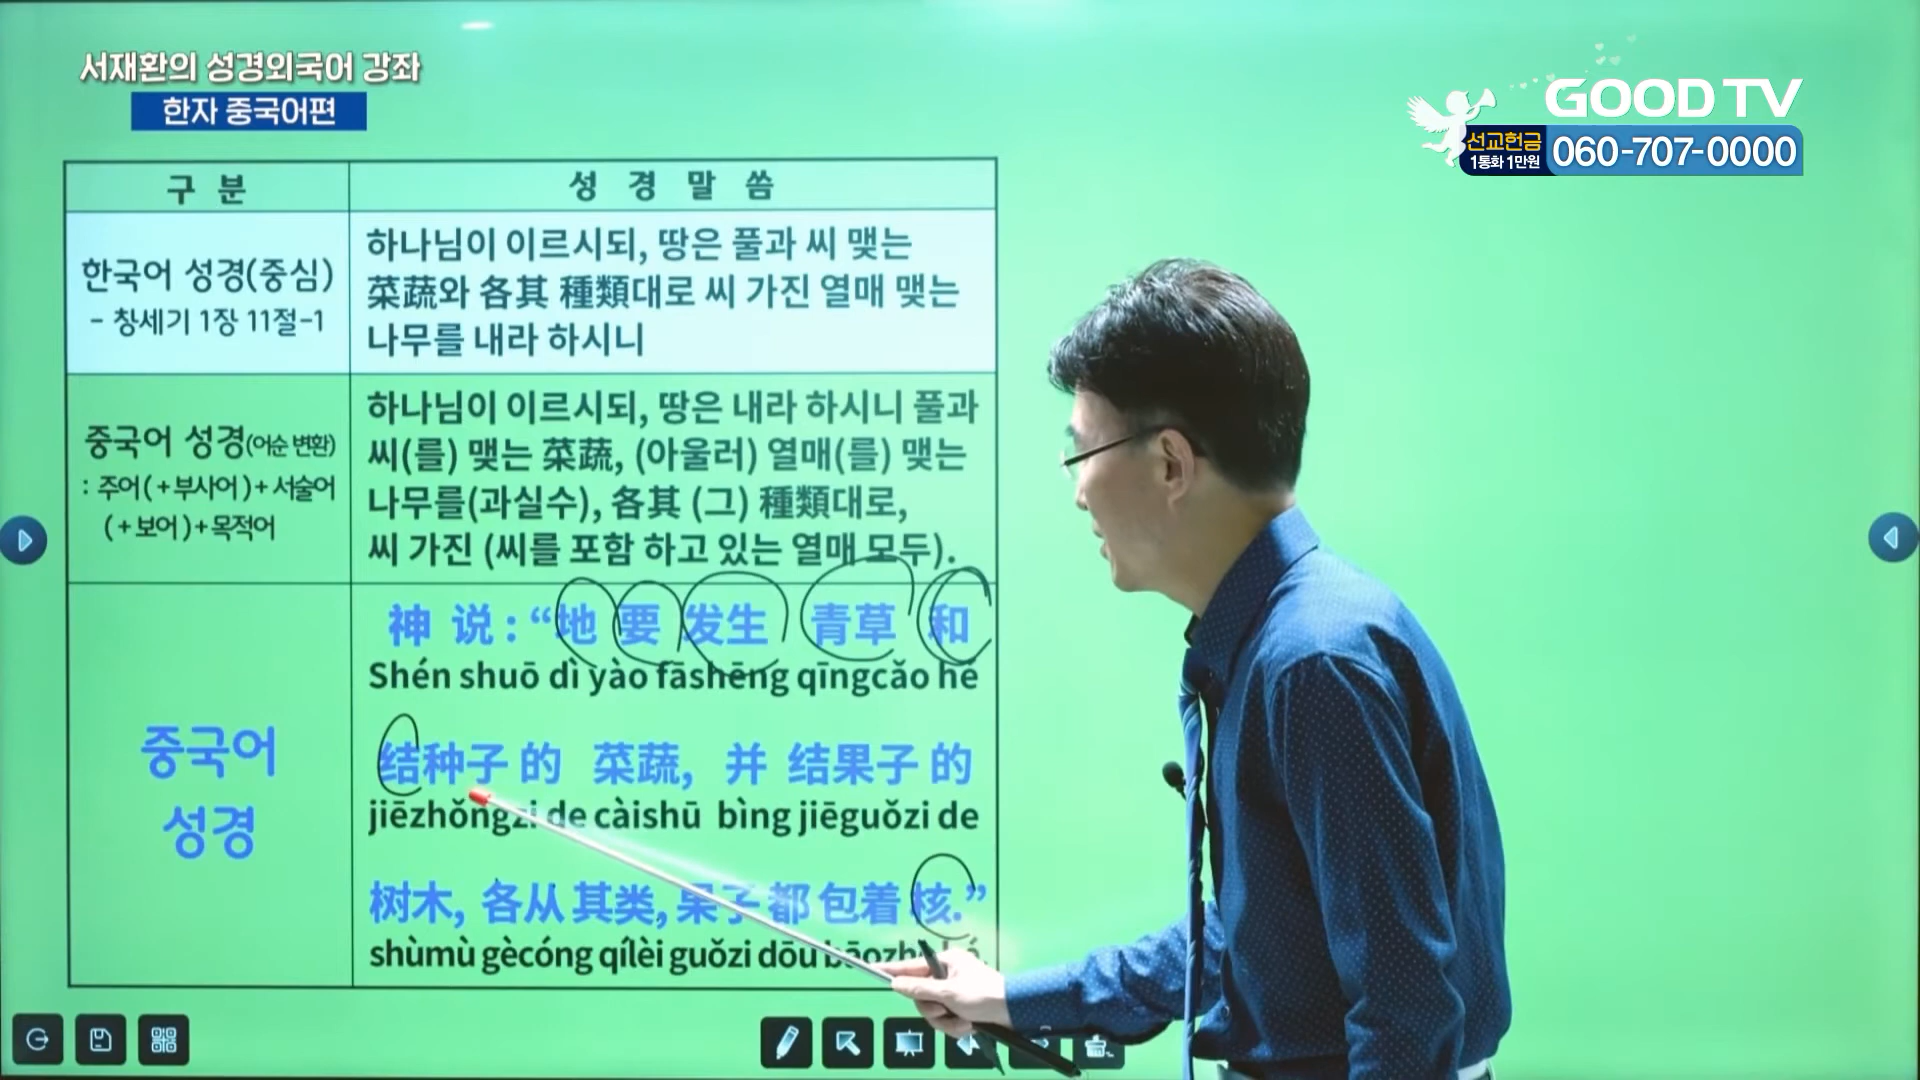 서재환의 성경외국어 강좌
한자 중국어편
GOOD TV
선교헌금
1통화 1만원
060-707-0000
구 분
성 경 말 씀
한국어 성경(중심)
- 창세기 1장 11절-1
하나님이 이르시되, 땅은 풀과 씨 맺는
菜蔬와 各其 種類대로 씨 가진 열매 맺는
나무를 내라 하시니
중국어 성경(어순 변환)
: 주어 ( + 부사어 ) + 서술어
( + 보어 ) + 목적어
하나님이 이르시되, 땅은 내라 하시니 풀과
씨(를) 맺는 菜蔬, (아울러) 열매(를) 맺는
나무를(과실수), 各其 (그) 種類대로,
씨 가진 (씨를 포함 하고 있는 열매 모두).
중국어
성경
神 说 : “地 要 发生 青草 和
Shén shuō dì yào fāshēng qīngcǎo hé
结种子 的 菜蔬, 并 结果子 的
jiēzhǒngzi de càishū bìng jiēguǒzi de
树木, 各从 其类, 果子 都 包着 核.”
shùmù gècóng qílèi guǒzi dōu